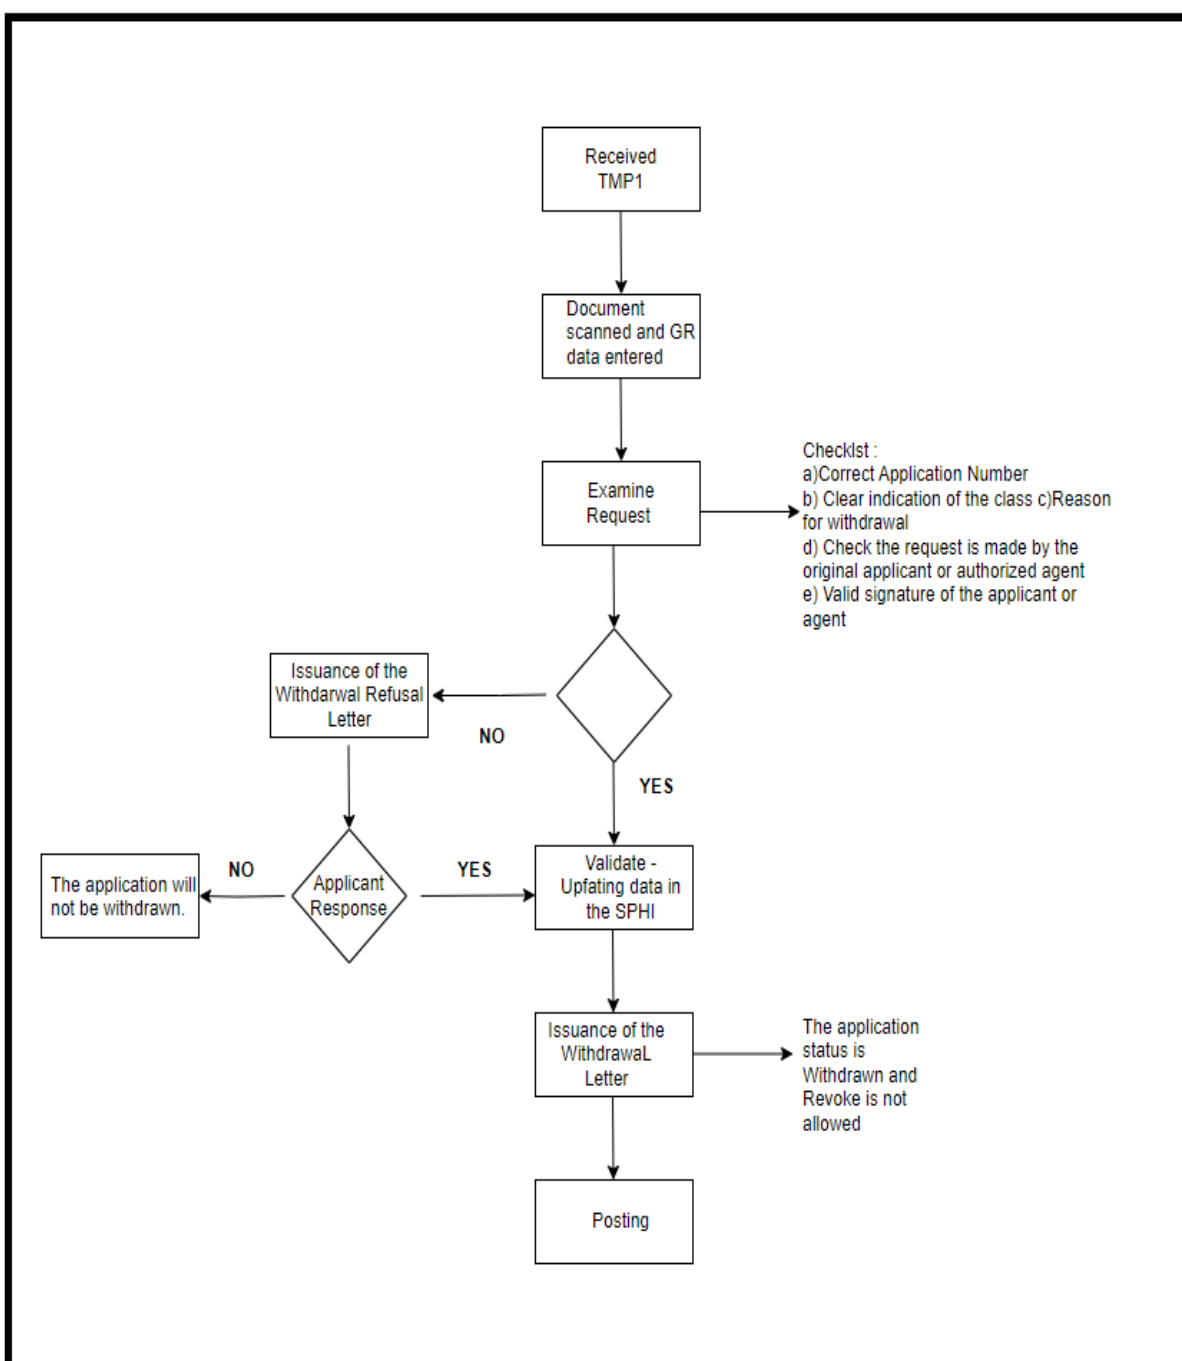 Received
TMP1
Document
scanned and GR
data entered
Examine
Request
Checklst :
a)Correct Application Number
b) Clear indication of the class c)Reason
for withdrawal
d) Check the request is made by the
original applicant or authorized agent
e) Valid signature of the applicant or
agent
Issuance of the
Withdarwal Refusal
Letter
NO
YES
The application will
not be withdrawn.
NO
Applicant
Response
YES
Validate -
Upfating data in
the SPHI
Issuance of the
WithdrawaL
Letter
The application
status is
Withdrawn and
Revoke is not
allowed
Posting